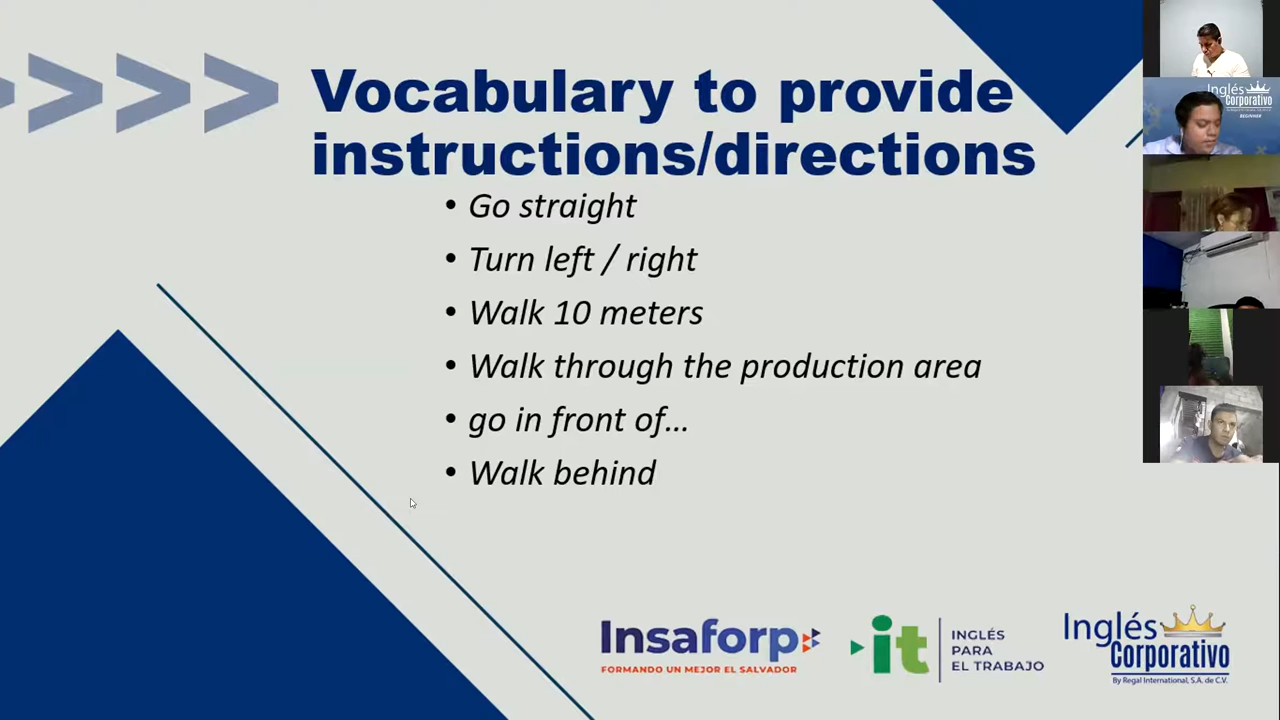 Vocabulary to provide
instructions/directions
• Go straight
• Turn left / right
• Walk 10 meters
• Walk through the production area
• go in front of...
• Walk behind
Insaforp
FORMANDO UN MEJOR EL SALVADOR
it
INGLÉS
PARA
EL TRABAJO
Inglés
Corporativo
By Regal International, S.A. de C.V.
Inglés
Corporativo
BEGINNER